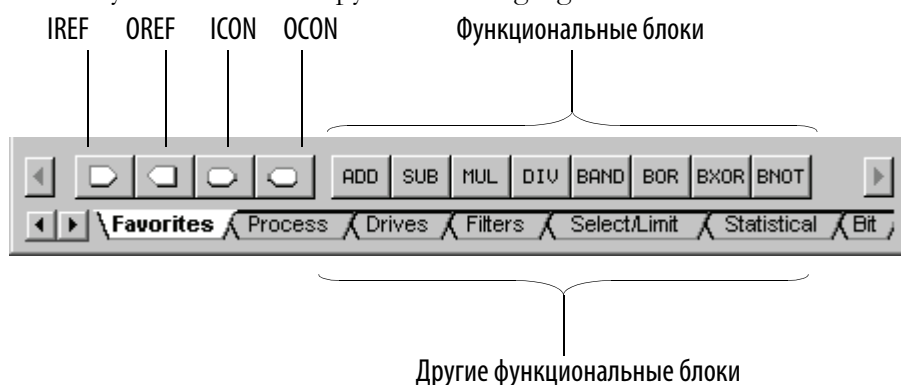 IREF OREF ICON OCON Функциональные блоки
ADD SUB MUL DIV BAND BOR BXOR BNOT
Favorites Process Drives Filters Select/Limit Statistical Bit
Другие функциональные блоки